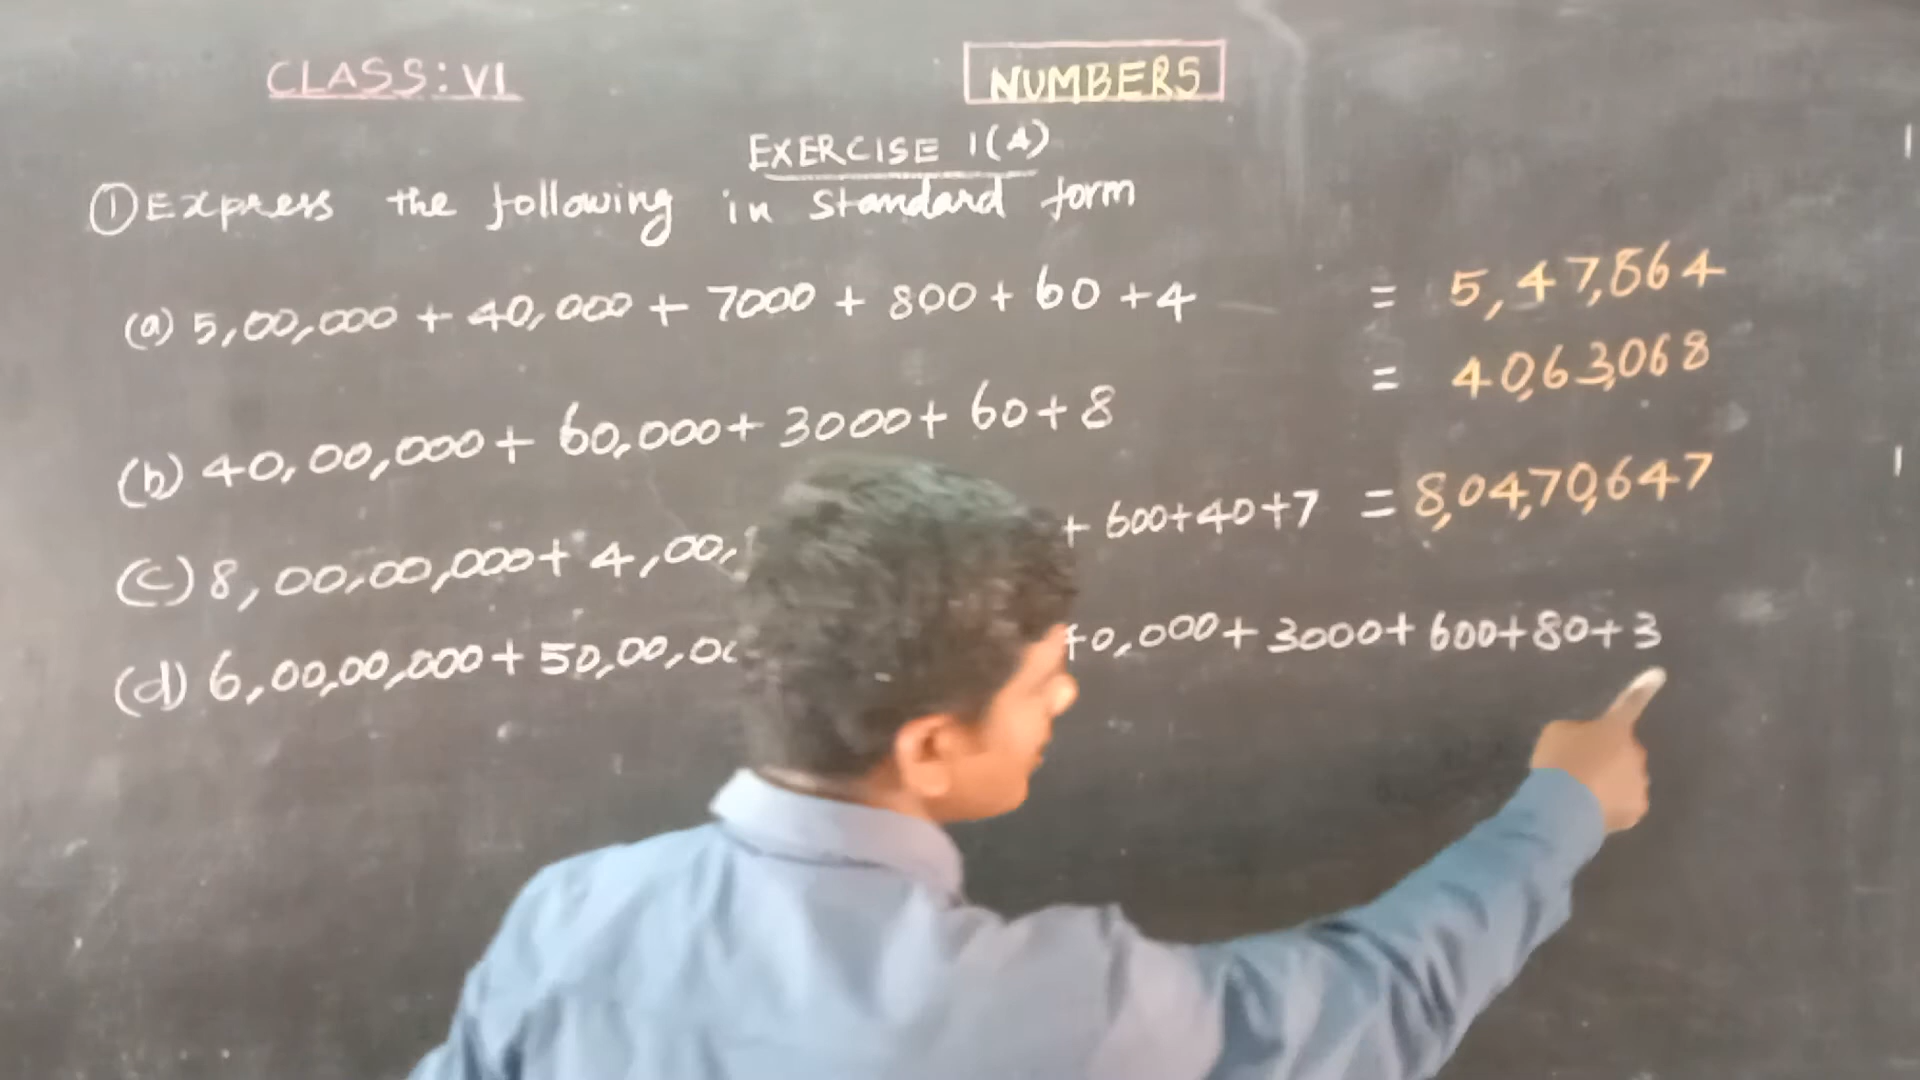 CLASS: VI
NUMBERS
EXERCISE 1(A)
① Express the following in standard form
(a) 5,00,000 + 40,000 + 7000 + 800 + 60 + 4 = 5,47,864
(b) 40,00,000 + 60,000 + 3000 + 60 + 8 = 40,63,068
(c) 8,00,00,000 + 4,00, + 600 + 40 + 7 = 8,04,70,647
(d) 6,00,00,000 + 50,00,00 0,000 + 3000 + 600 + 80 + 3